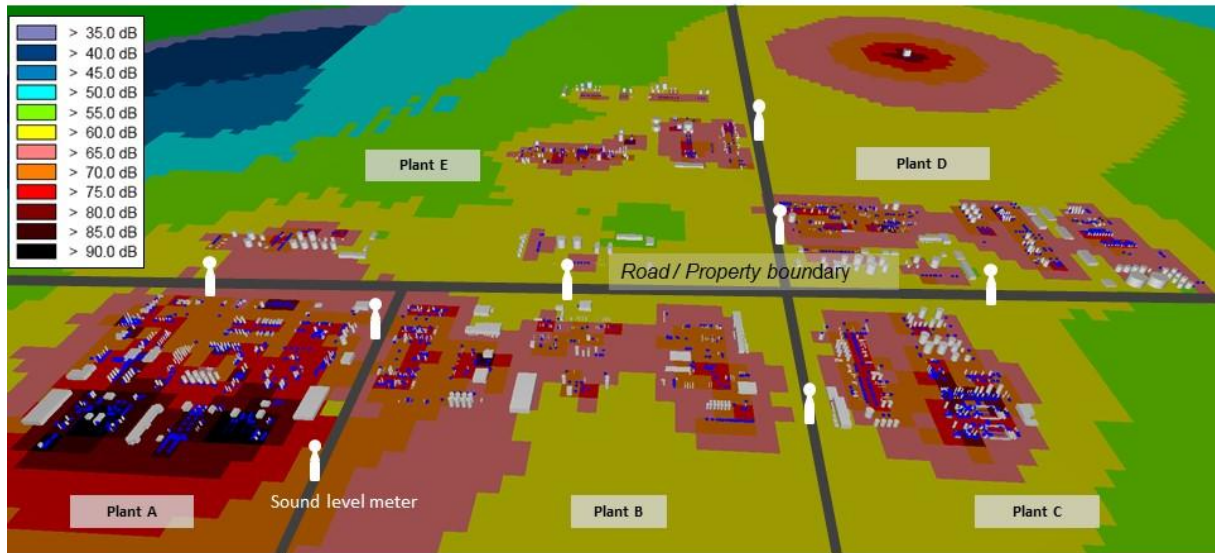 > 35.0 dB
> 40.0 dB
> 45.0 dB
> 50.0 dB
> 55.0 dB
> 60.0 dB
> 65.0 dB
> 70.0 dB
> 75.0 dB
> 80.0 dB
> 85.0 dB
> 90.0 dB
Plant E
Plant D
Road / Property boundary
Sound level meter
Plant A
Plant B
Plant C